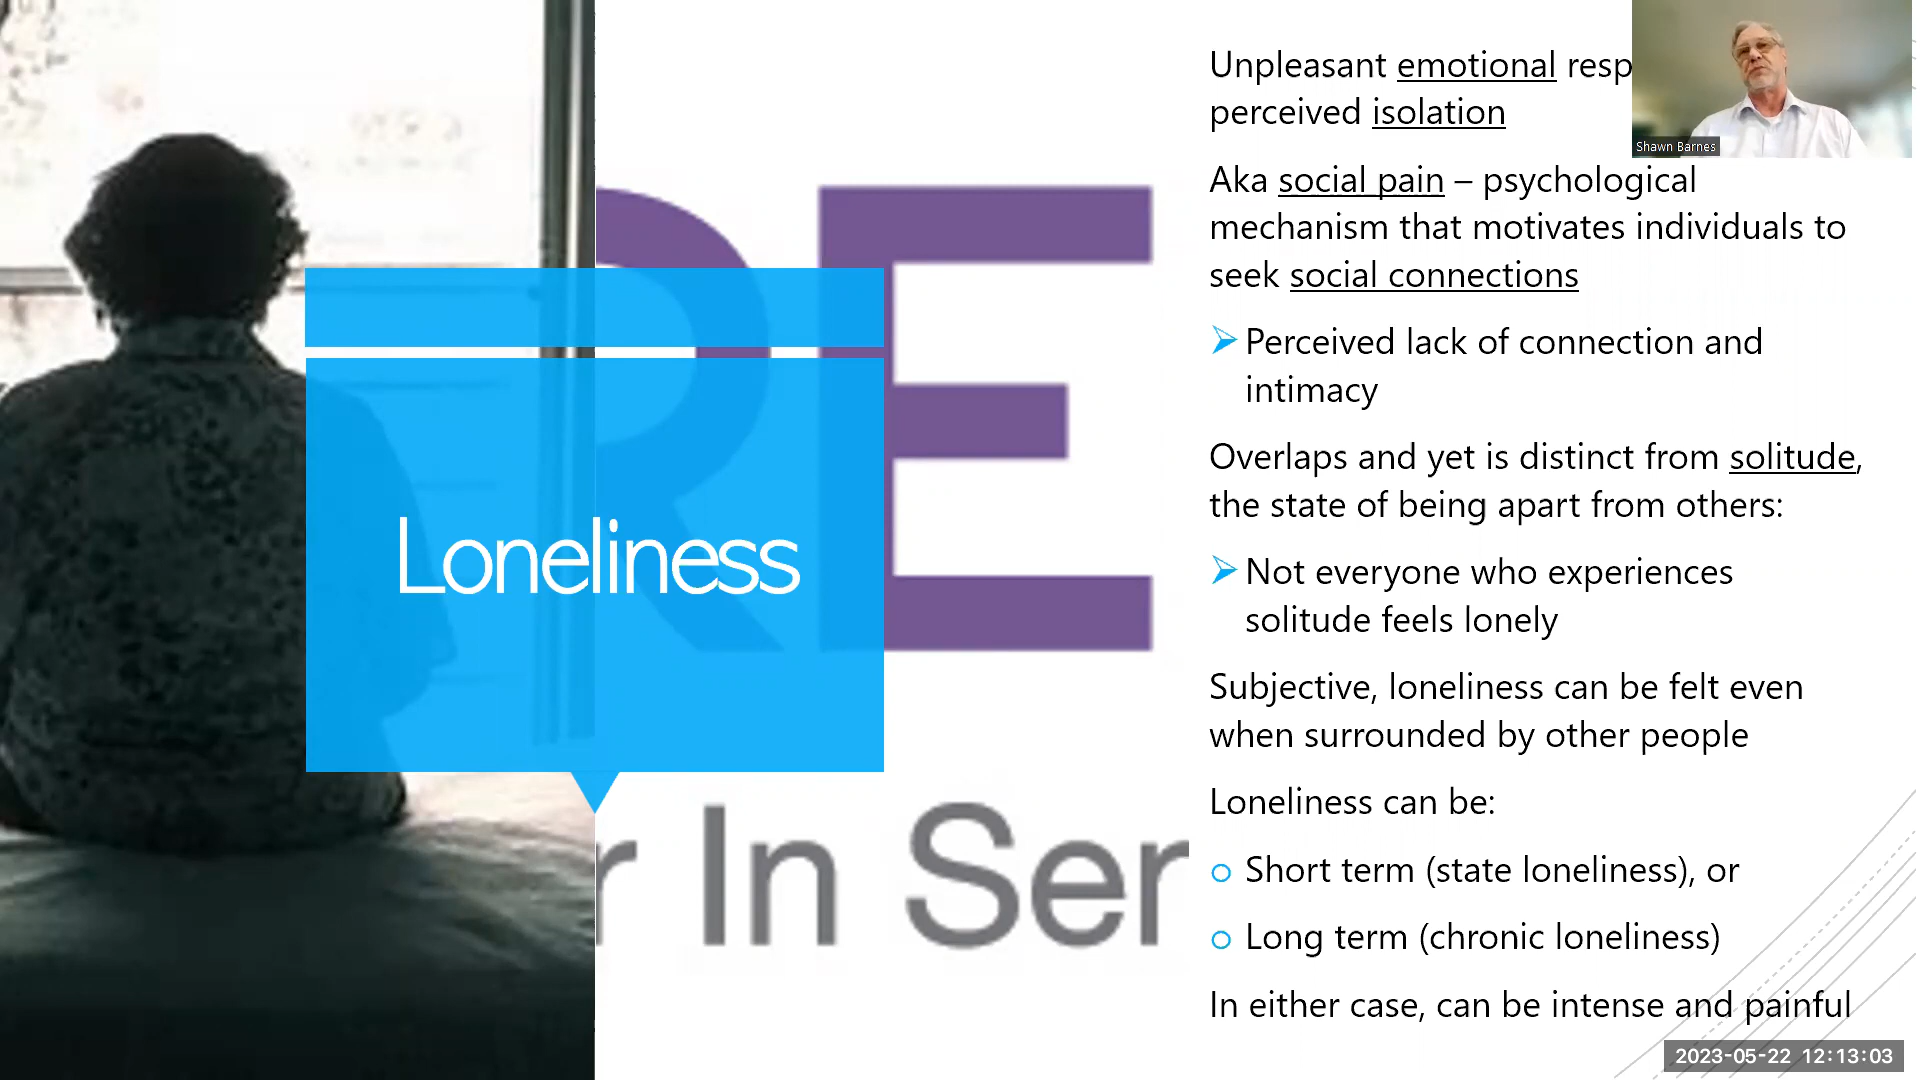 Unpleasant emotional resp
perceived isolation
Shawn Barnes
Aka social pain – psychological
mechanism that motivates individuals to
seek social connections
Perceived lack of connection and
intimacy
Overlaps and yet is distinct from solitude,
the state of being apart from others:
Not everyone who experiences
solitude feels lonely
Subjective, loneliness can be felt even
when surrounded by other people
Loneliness can be:
Short term (state loneliness), or
Long term (chronic loneliness)
In either case, can be intense and painful
RE
Loneliness
r In Ser
2023-05-22 12:13:03